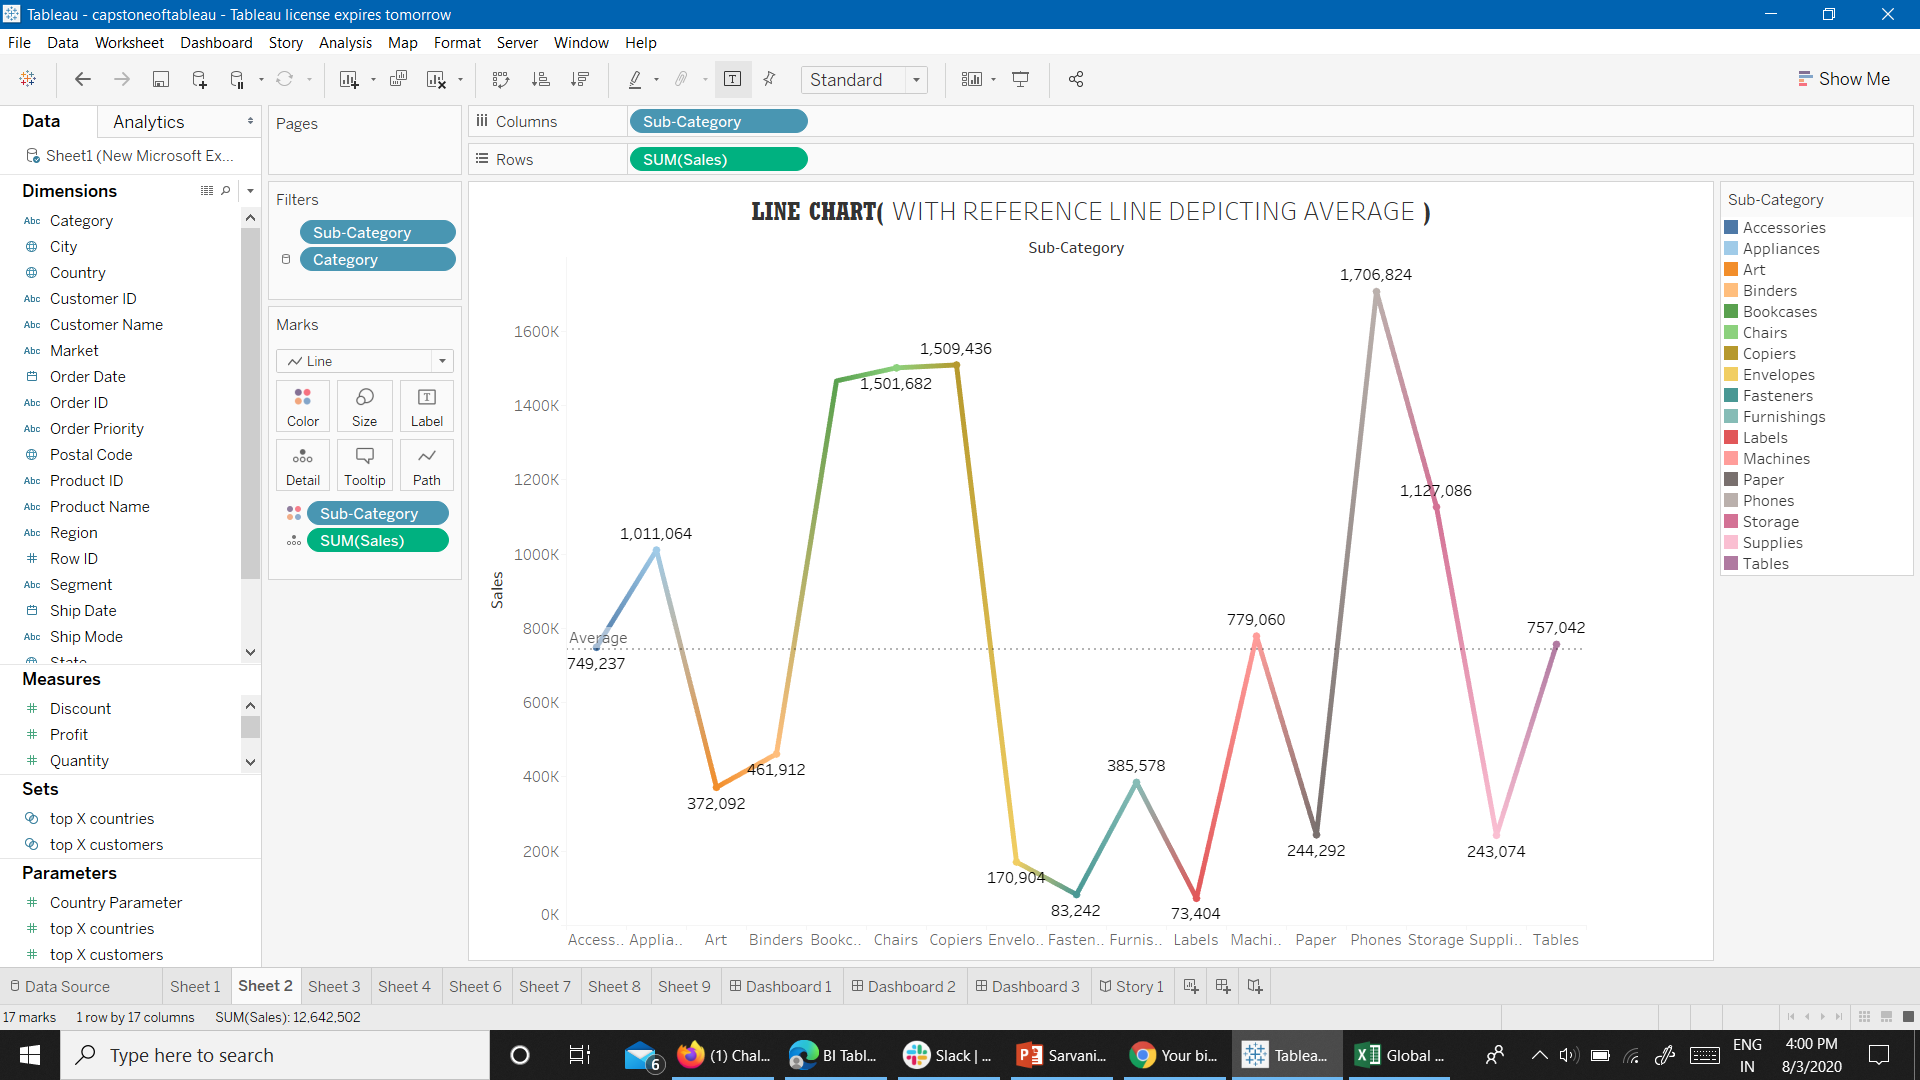 Tableau - capstoneoftableau - Tableau license expires tomorrow
File Data Worksheet Dashboard Story Analysis Map Format Server Window Help
Standard
Show Me
Data
Analytics
Sheet1 (New Microsoft Ex...
Dimensions
Abc Category
City
Country
Abc Customer ID
Abc Customer Name
Abc Market
Order Date
Abc Order ID
Abc Order Priority
Postal Code
Abc Product ID
Abc Product Name
Abc Region
# Row ID
Abc Segment
Ship Date
Abc Ship Mode
State
Measures
# Discount
# Profit
# Quantity
Sets
top X countries
top X customers
Parameters
# Country Parameter
# top X countries
# top X customers
Pages
Filters
Sub-Category
Category
Marks
Line
Color Size Label
Detail Tooltip Path
Sub-Category
SUM(Sales)
Columns Sub-Category
Rows SUM(Sales)
LINE CHART( WITH REFERENCE LINE DEPICTING AVERAGE )
Sub-Category
Sales
1600K
1400K
1200K
1000K
800K
600K
400K
200K
0K
Average
749,237
1,011,064
372,092
461,912
1,501,682
1,509,436
170,904
83,242
385,578
73,404
779,060
244,292
1,706,824
1,127,086
243,074
757,042
Access.. Applia.. Art Binders Bookc.. Chairs Copiers Envelo.. Fasten.. Furnis.. Labels Machi.. Paper Phones Storage Suppli.. Tables
Sub-Category
Accessories
Appliances
Art
Binders
Bookcases
Chairs
Copiers
Envelopes
Fasteners
Furnishings
Labels
Machines
Paper
Phones
Storage
Supplies
Tables
Data Source Sheet 1 Sheet 2 Sheet 3 Sheet 4 Sheet 6 Sheet 7 Sheet 8 Sheet 9 Dashboard 1 Dashboard 2 Dashboard 3 Story 1
17 marks 1 row by 17 columns SUM(Sales): 12,642,502
Type here to search
6
(1) Chal...
BI Tabl...
Slack | ...
Sarvani...
Your bi...
Tablea...
Global ...
ENG
IN
4:00 PM
8/3/2020